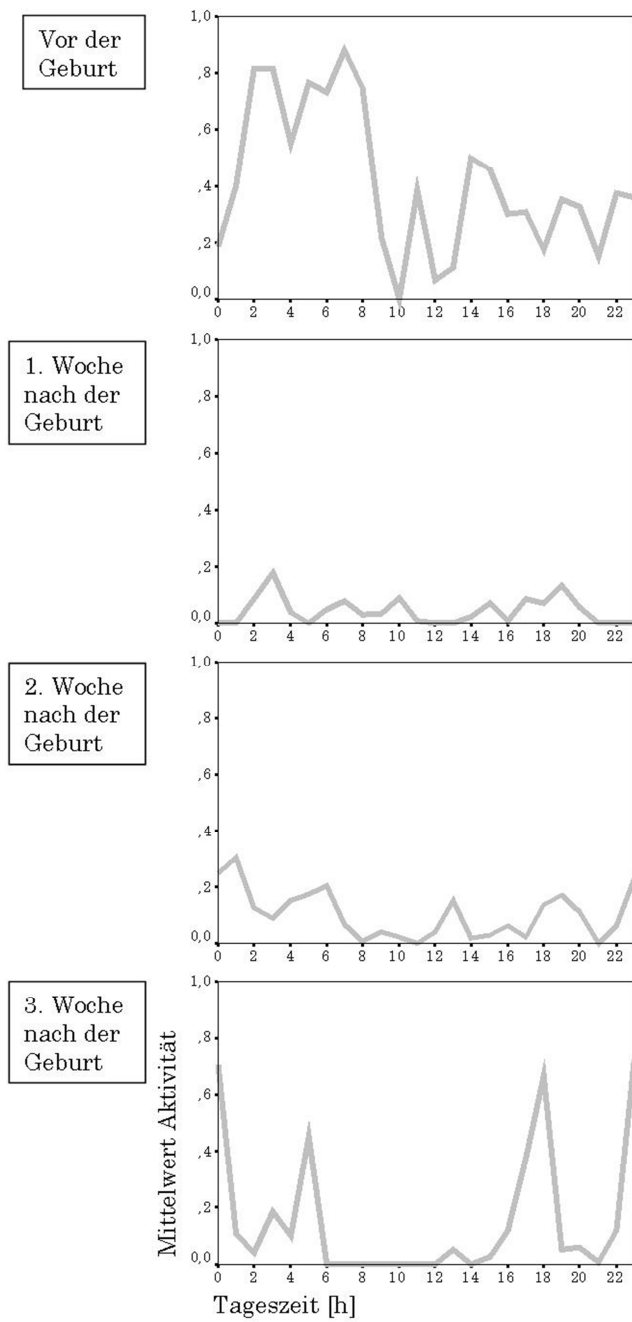 Vor der
Geburt
1,0
,8
,6
,4
,2
0,0
0 2 4 6 8 10 12 14 16 18 20 22
1. Woche
nach der
Geburt
1,0
,8
,6
,4
,2
0,0
0 2 4 6 8 10 12 14 16 18 20 22
2. Woche
nach der
Geburt
1,0
,8
,6
,4
,2
0,0
0 2 4 6 8 10 12 14 16 18 20 22
3. Woche
nach der
Geburt
Mittelwert Aktivität
1,0
,8
,6
,4
,2
0,0
0 2 4 6 8 10 12 14 16 18 20 22
Tageszeit [h]